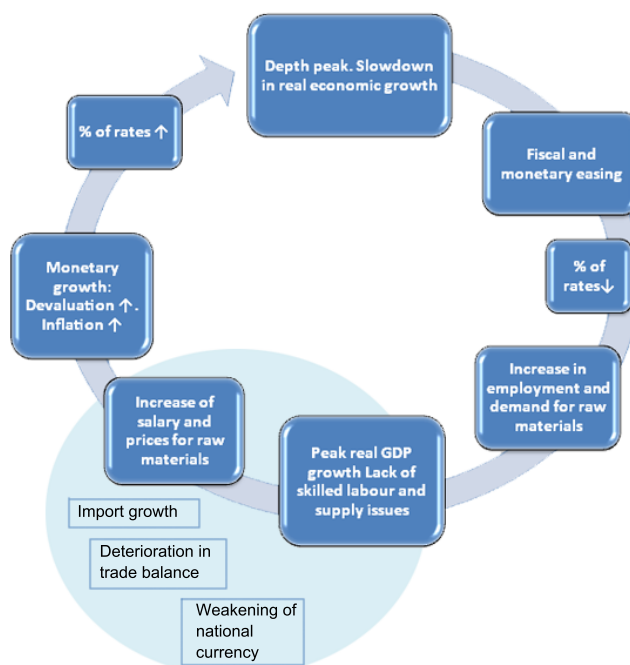 Depth peak. Slowdown
in real economic growth
Fiscal and
monetary easing
% of
rates↓
Increase in
employment and
demand for raw
materials
Peak real GDP
growth Lack of
skilled labour and
supply issues
Increase of
salary and
prices for raw
materials
Monetary
growth:
Devaluation ↑.
Inflation ↑
% of rates ↑
Import growth
Deterioration in
trade balance
Weakening of
national
currency